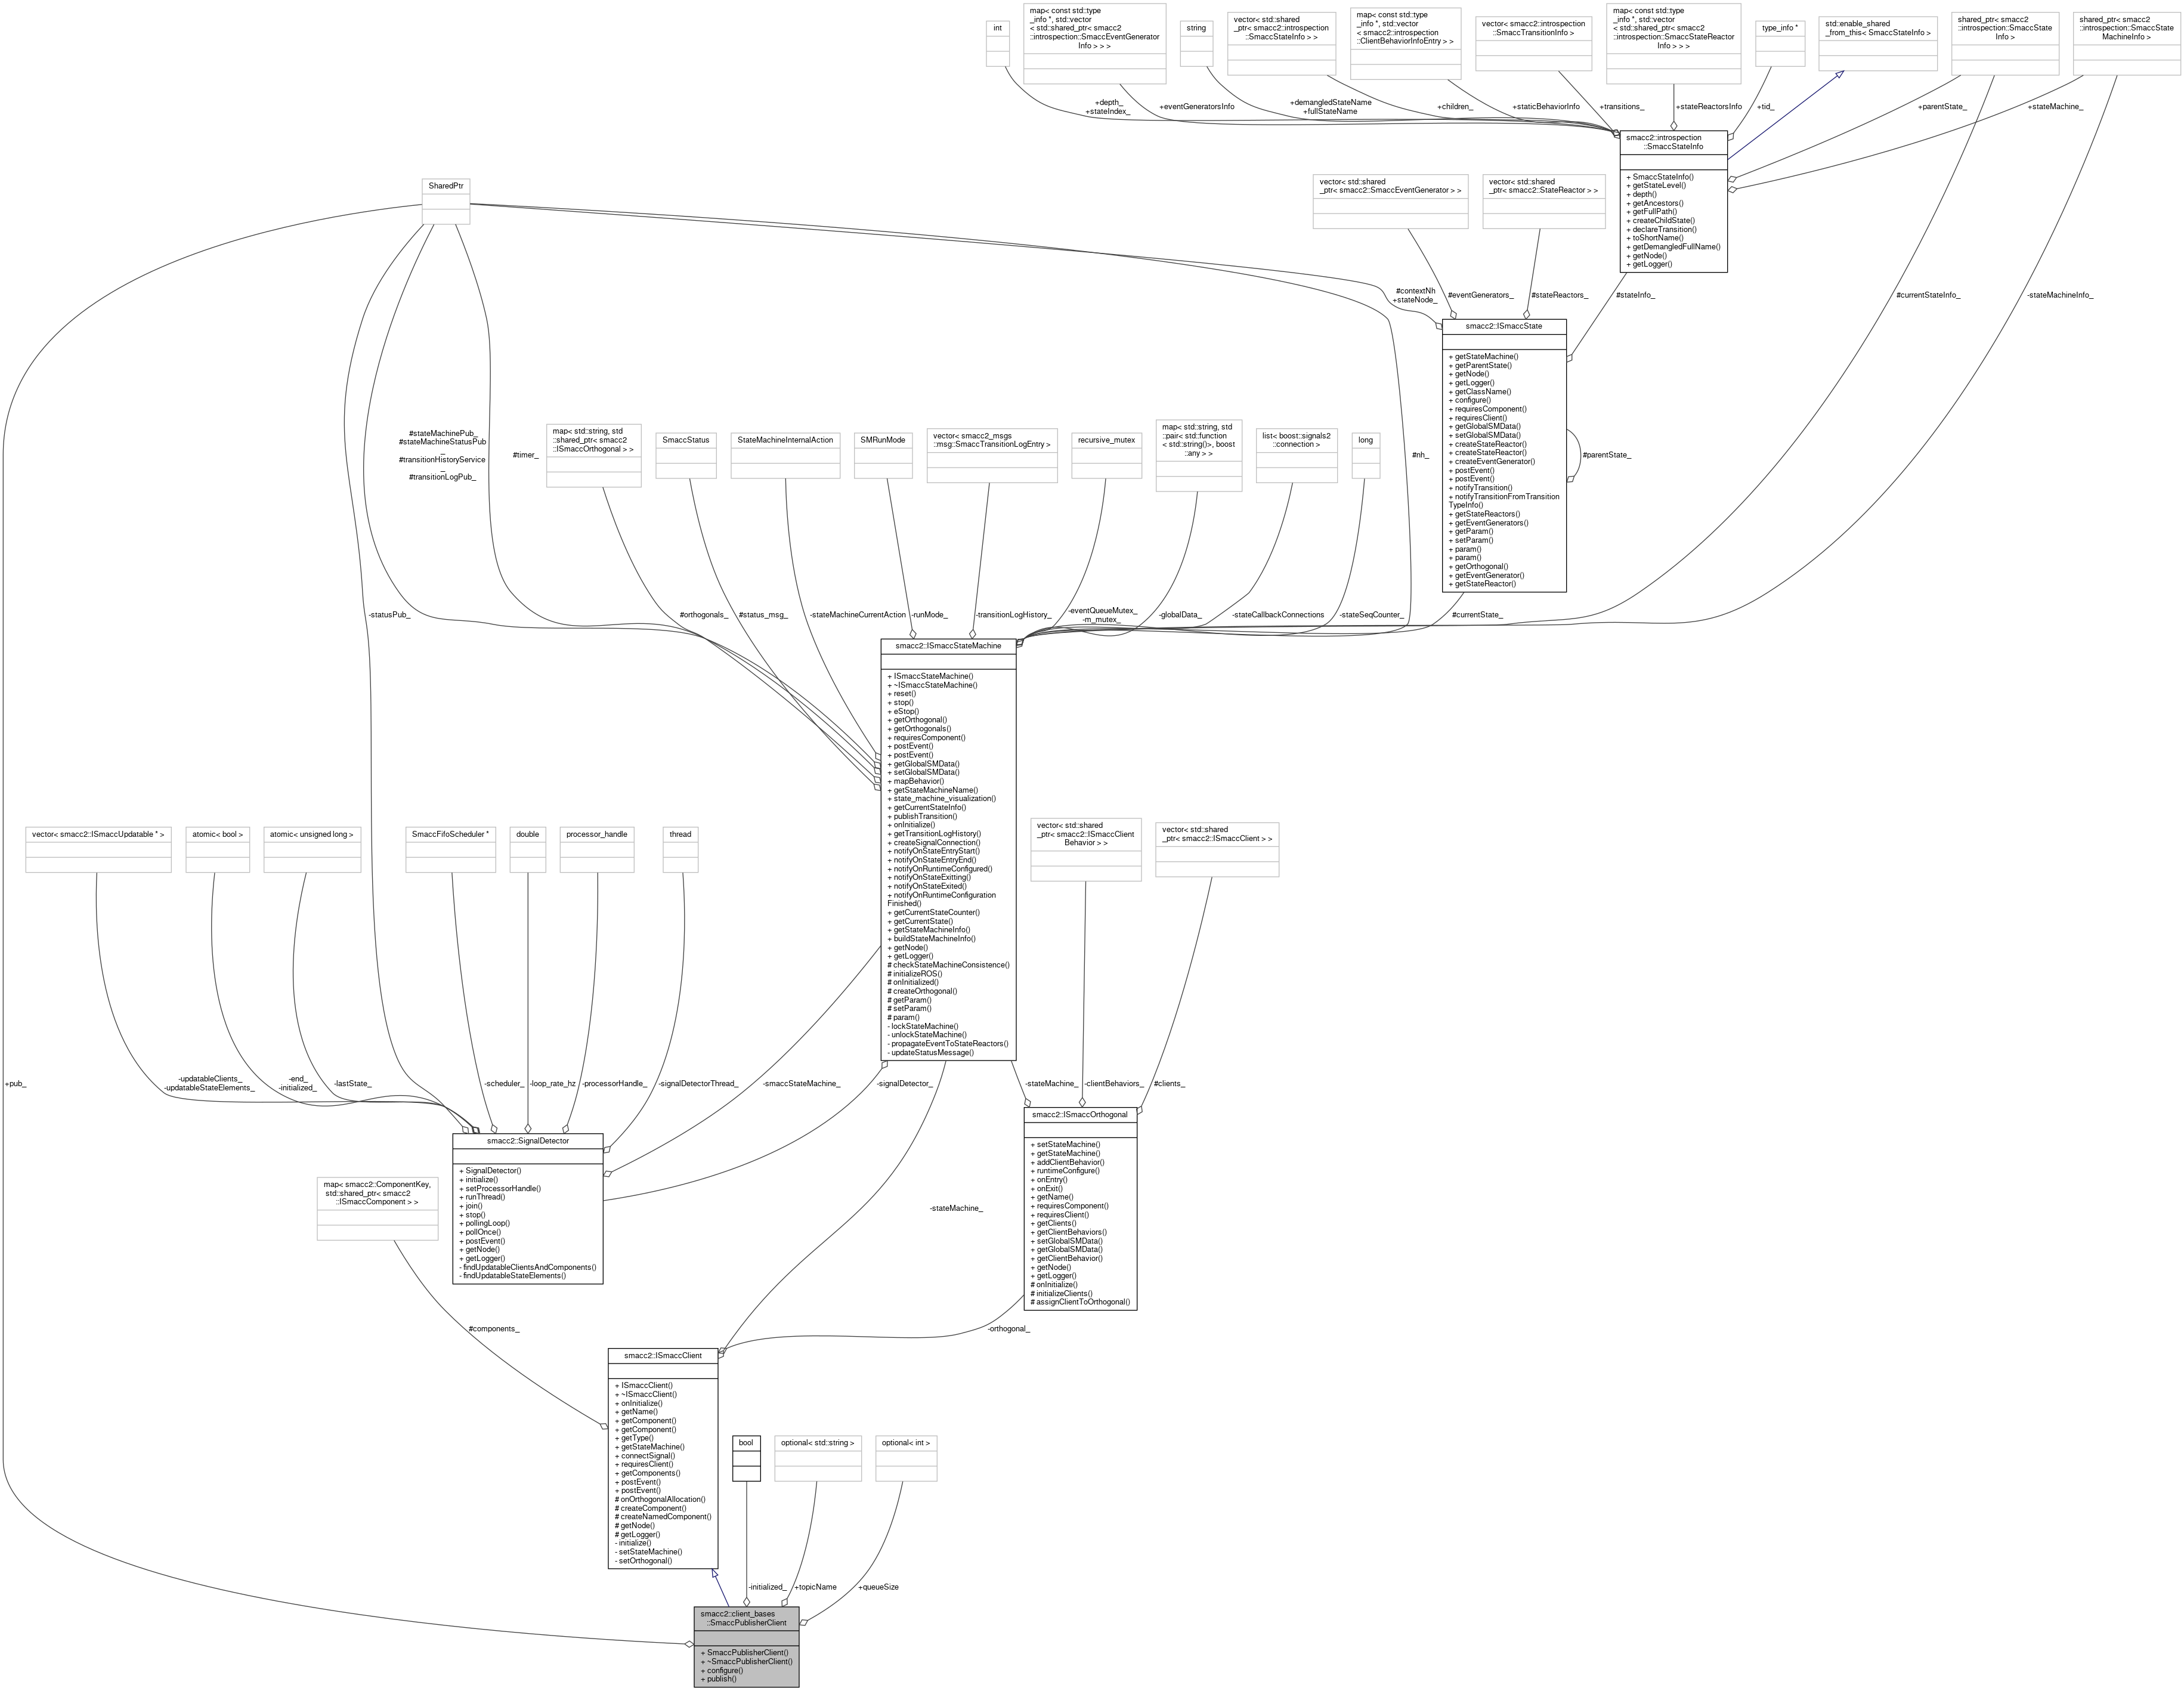 int
map< const std::type
_info *, std::vector
< std::shared_ptr< smacc2
::introspection::SmaccEventGenerator
Info > > >
string
vector< std::shared
_ptr< smacc2::introspection
::SmaccStateInfo > >
map< const std::type
_info *, std::vector
< smacc2::introspection
::ClientBehaviorInfoEntry > >
vector< smacc2::introspection
::SmaccTransitionInfo >
map< const std::type
_info *, std::vector
< std::shared_ptr< smacc2
::introspection::SmaccStateReactor
Info > > >
type_info *
std::enable_shared
_from_this< SmaccStateInfo >
shared_ptr< smacc2
::introspection::SmaccState
Info >
shared_ptr< smacc2
::introspection::SmaccState
MachineInfo >
+depth_
+stateIndex_
+eventGeneratorsInfo
+demangledStateName
+fullStateName
+children_
+staticBehaviorInfo
+transitions_
+stateReactorsInfo
+tid_
+parentState_
+stateMachine_
smacc2::introspection
::SmaccStateInfo
+ SmaccStateInfo()
+ getStateLevel()
+ depth()
+ getAncestors()
+ getFullPath()
+ createChildState()
+ declareTransition()
+ toShortName()
+ getDemangledFullName()
+ getNode()
+ getLogger()
SharedPtr
vector< std::shared
_ptr< smacc2::SmaccEventGenerator > >
vector< std::shared
_ptr< smacc2::StateReactor > >
#contextNh
+stateNode_
#eventGenerators_
#stateReactors_
#stateInfo_
#currentStateInfo_
-stateMachineInfo_
smacc2::ISmaccState
+ getStateMachine()
+ getParentState()
+ getNode()
+ getLogger()
+ getClassName()
+ configure()
+ requiresComponent()
+ requiresClient()
+ getGlobalSMData()
+ setGlobalSMData()
+ createStateReactor()
+ createStateReactor()
+ createEventGenerator()
+ postEvent()
+ postEvent()
+ notifyTransition()
+ notifyTransitionFromTransition
TypeInfo()
+ getStateReactors()
+ getEventGenerators()
+ getParam()
+ setParam()
+ param()
+ param()
+ getOrthogonal()
+ getEventGenerator()
+ getStateReactor()
#parentState_
#stateMachinePub_
#stateMachineStatusPub
_
#transitionHistoryService
_
#transitionLogPub_
#timer_
#nh_
map< std::string, std
::shared_ptr< smacc2
::ISmaccOrthogonal > >
SmaccStatus
StateMachineInternalAction
SMRunMode
vector< smacc2_msgs
::msg::SmaccTransitionLogEntry >
recursive_mutex
map< std::string, std
::pair< std::function
< std::string()>, boost
::any > >
list< boost::signals2
::connection >
long
-statusPub_
#orthogonals_
#status_msg_
-stateMachineCurrentAction
-runMode_
-transitionLogHistory_
-eventQueueMutex_
-m_mutex_
-globalData_
-stateCallbackConnections
-stateSeqCounter_
#currentState_
smacc2::ISmaccStateMachine
+ ISmaccStateMachine()
+ ~ISmaccStateMachine()
+ reset()
+ stop()
+ eStop()
+ getOrthogonal()
+ getOrthogonals()
+ requiresComponent()
+ postEvent()
+ postEvent()
+ getGlobalSMData()
+ setGlobalSMData()
+ mapBehavior()
+ getStateMachineName()
+ state_machine_visualization()
+ getCurrentStateInfo()
+ publishTransition()
+ onInitialize()
+ getTransitionLogHistory()
+ createSignalConnection()
+ notifyOnStateEntryStart()
+ notifyOnStateEntryEnd()
+ notifyOnRuntimeConfigured()
+ notifyOnStateExitting()
+ notifyOnStateExited()
+ notifyOnRuntimeConfiguration
Finished()
+ getCurrentStateCounter()
+ getCurrentState()
+ getStateMachineInfo()
+ buildStateMachineInfo()
+ getNode()
+ getLogger()
# checkStateMachineConsistence()
# initializeROS()
# onInitialized()
# createOrthogonal()
# getParam()
# setParam()
# param()
- lockStateMachine()
- unlockStateMachine()
- propagateEventToStateReactors()
- updateStatusMessage()
vector< smacc2::ISmaccUpdatable * >
atomic< bool >
atomic< unsigned long >
SmaccFifoScheduler *
double
processor_handle
thread
vector< std::shared
_ptr< smacc2::ISmaccClient
Behavior > >
vector< std::shared
_ptr< smacc2::ISmaccClient > >
+pub_
-updatableClients_
-updatableStateElements_
-end_
-initialized_
-lastState_
-scheduler_
-loop_rate_hz
-processorHandle_
-signalDetectorThread_
-smaccStateMachine_
-signalDetector_
-stateMachine_
-clientBehaviors_
#clients_
smacc2::SignalDetector
+ SignalDetector()
+ initialize()
+ setProcessorHandle()
+ runThread()
+ join()
+ stop()
+ pollingLoop()
+ pollOnce()
+ postEvent()
+ getNode()
+ getLogger()
- findUpdatableClientsAndComponents()
- findUpdatableStateElements()
smacc2::ISmaccOrthogonal
+ setStateMachine()
+ getStateMachine()
+ addClientBehavior()
+ runtimeConfigure()
+ onEntry()
+ onExit()
+ getName()
+ requiresComponent()
+ requiresClient()
+ getClients()
+ getClientBehaviors()
+ setGlobalSMData()
+ getGlobalSMData()
+ getClientBehavior()
+ getNode()
+ getLogger()
# onInitialize()
# initializeClients()
# assignClientToOrthogonal()
map< smacc2::ComponentKey,
std::shared_ptr< smacc2
::ISmaccComponent > >
-stateMachine_
#components_
-orthogonal_
smacc2::ISmaccClient
+ ISmaccClient()
+ ~ISmaccClient()
+ onInitialize()
+ getName()
+ getComponent()
+ getComponent()
+ getType()
+ getStateMachine()
+ connectSignal()
+ requiresClient()
+ getComponents()
+ postEvent()
+ postEvent()
# onOrthogonalAllocation()
# createComponent()
# createNamedComponent()
# getNode()
# getLogger()
- initialize()
- setStateMachine()
- setOrthogonal()
bool
optional< std::string >
optional< int >
-initialized_
+topicName
+queueSize
smacc2::client_bases
::SmaccPublisherClient
+ SmaccPublisherClient()
+ ~SmaccPublisherClient()
+ configure()
+ publish()